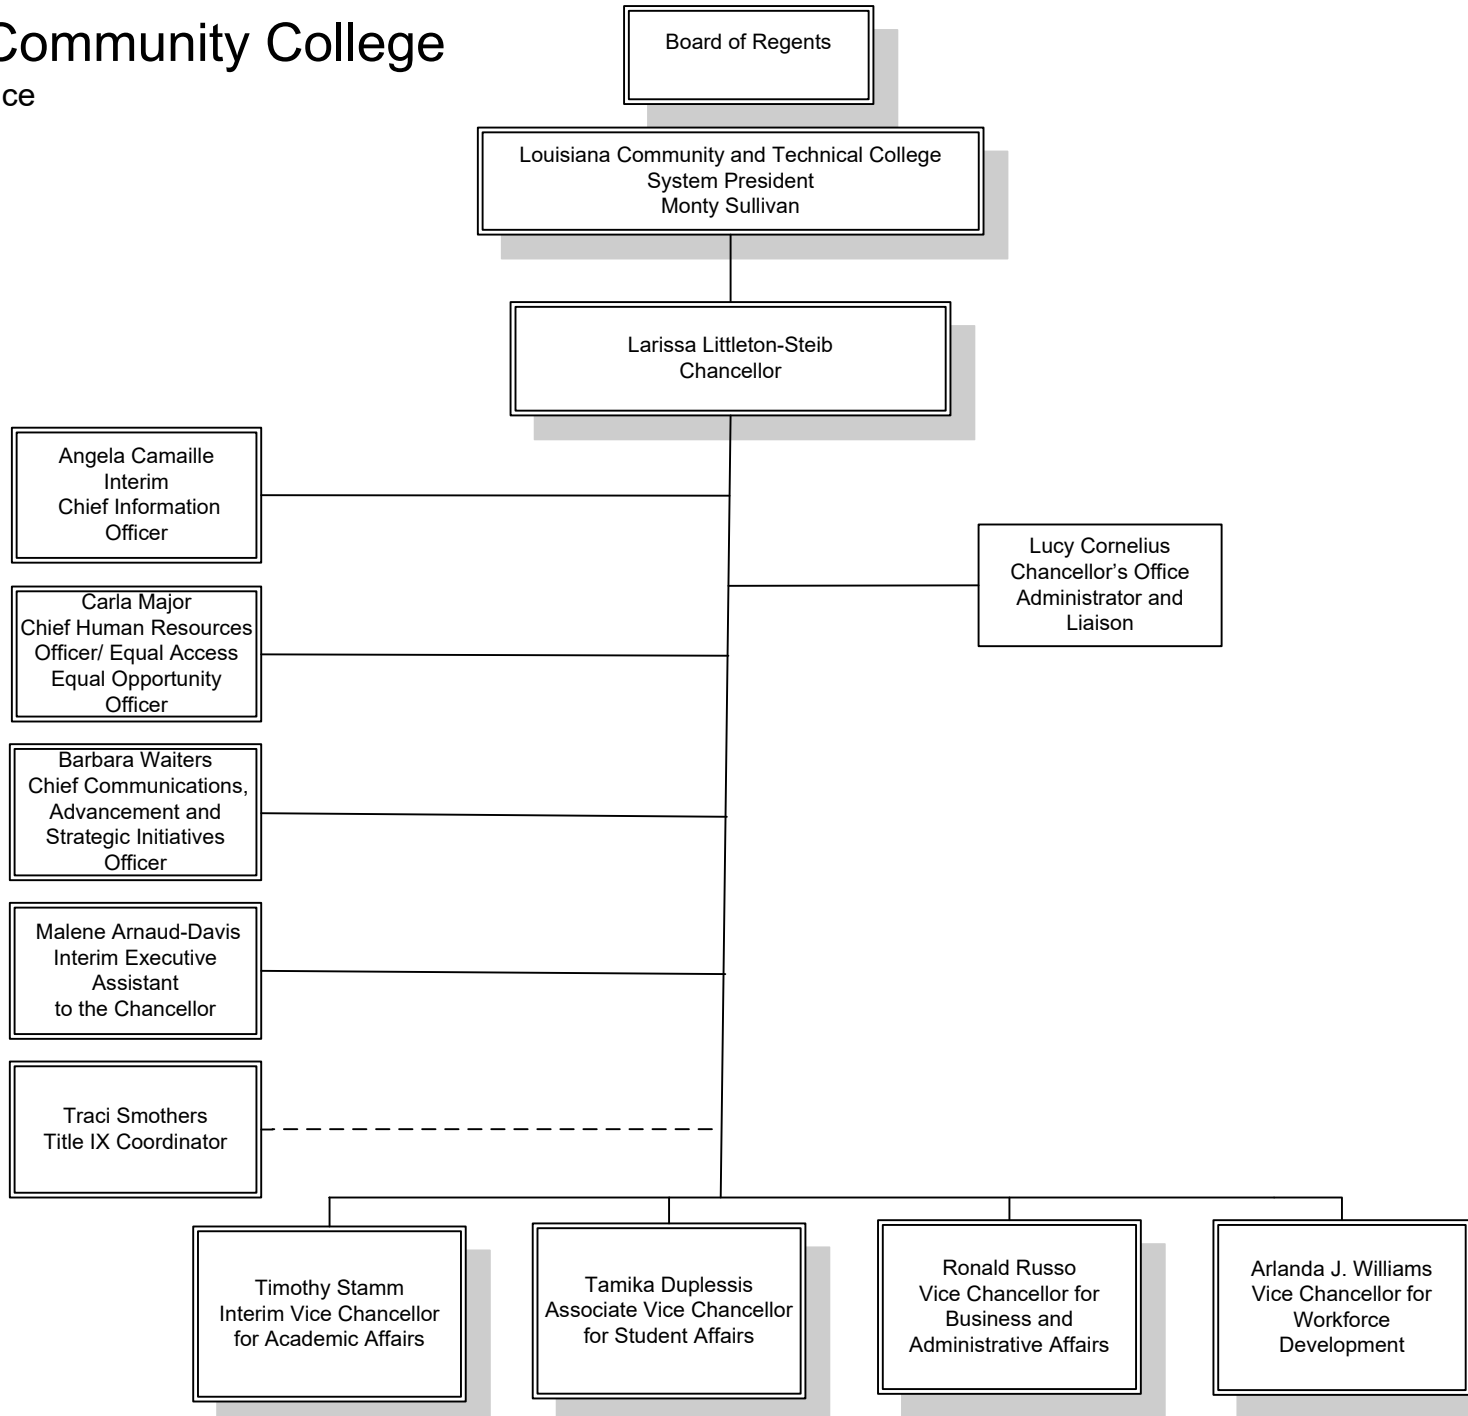 Community College
ce
Board of Regents
Louisiana Community and Technical College
System President
Monty Sullivan
Larissa Littleton-Steib
Chancellor
Angela Camaille
Interim
Chief Information
Officer
Lucy Cornelius
Chancellor’s Office
Administrator and
Liaison
Carla Major
Chief Human Resources
Officer/ Equal Access
Equal Opportunity
Officer
Barbara Waiters
Chief Communications,
Advancement and
Strategic Initiatives
Officer
Malene Arnaud-Davis
Interim Executive
Assistant
to the Chancellor
Traci Smothers
Title IX Coordinator
Timothy Stamm
Interim Vice Chancellor
for Academic Affairs
Tamika Duplessis
Associate Vice Chancellor
for Student Affairs
Ronald Russo
Vice Chancellor for
Business and
Administrative Affairs
Arlanda J. Williams
Vice Chancellor for
Workforce
Development